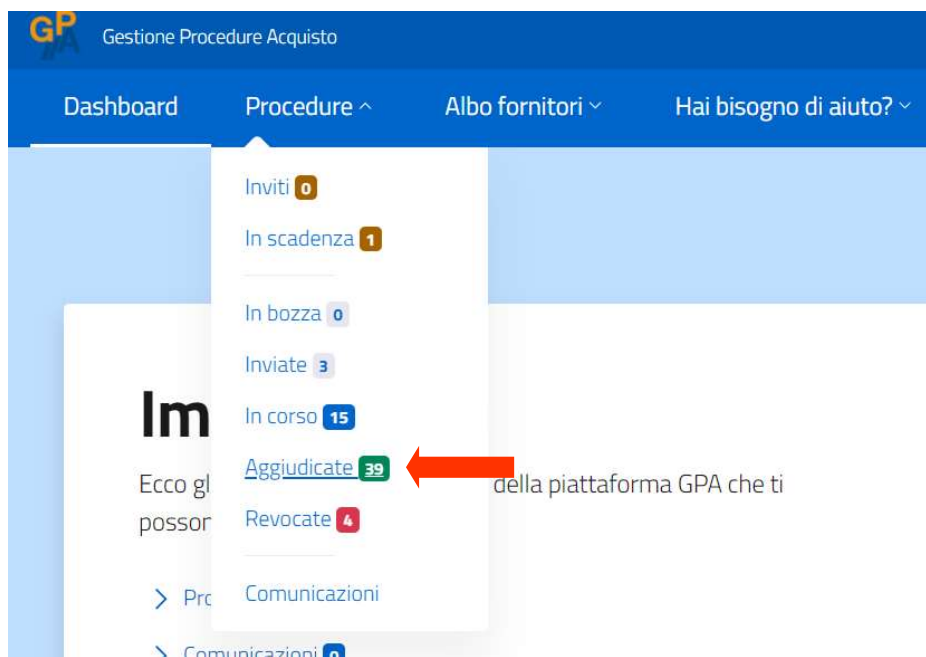 GPA Gestione Procedure Acquisto
Dashboard Procedure Albo fornitori Hai bisogno di aiuto?
Inviti 0
In scadenza 1
In bozza 0
Inviate 3
In corso 15
Aggiudicate 39
Revocate 4
Comunicazioni
Im
Ecco gl della piattaforma GPA che ti
posson
Pro
Comunicazioni 0